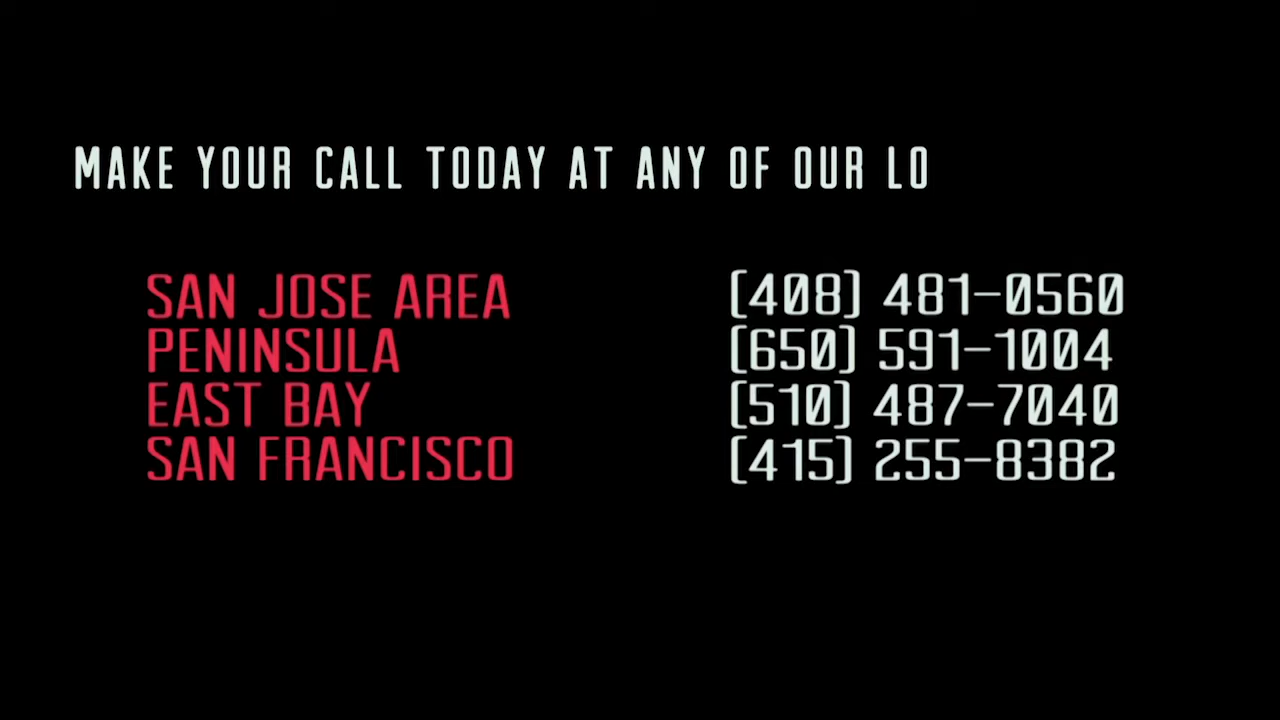 MAKE YOUR CALL TODAY AT ANY OF OUR LO
SAN JOSE AREA (408) 481-0560
PENINSULA (650) 591-1004
EAST BAY (510) 487-7040
SAN FRANCISCO (415) 255-8382